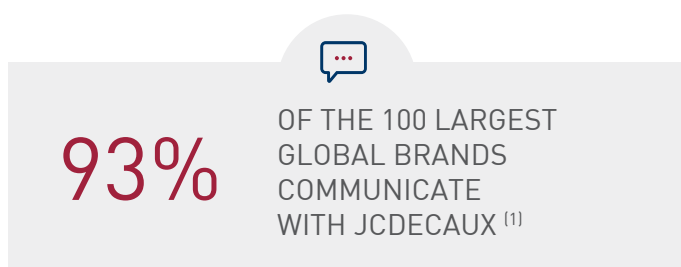 93%
OF THE 100 LARGEST
GLOBAL BRANDS
COMMUNICATE
WITH JCDECAUX (1)